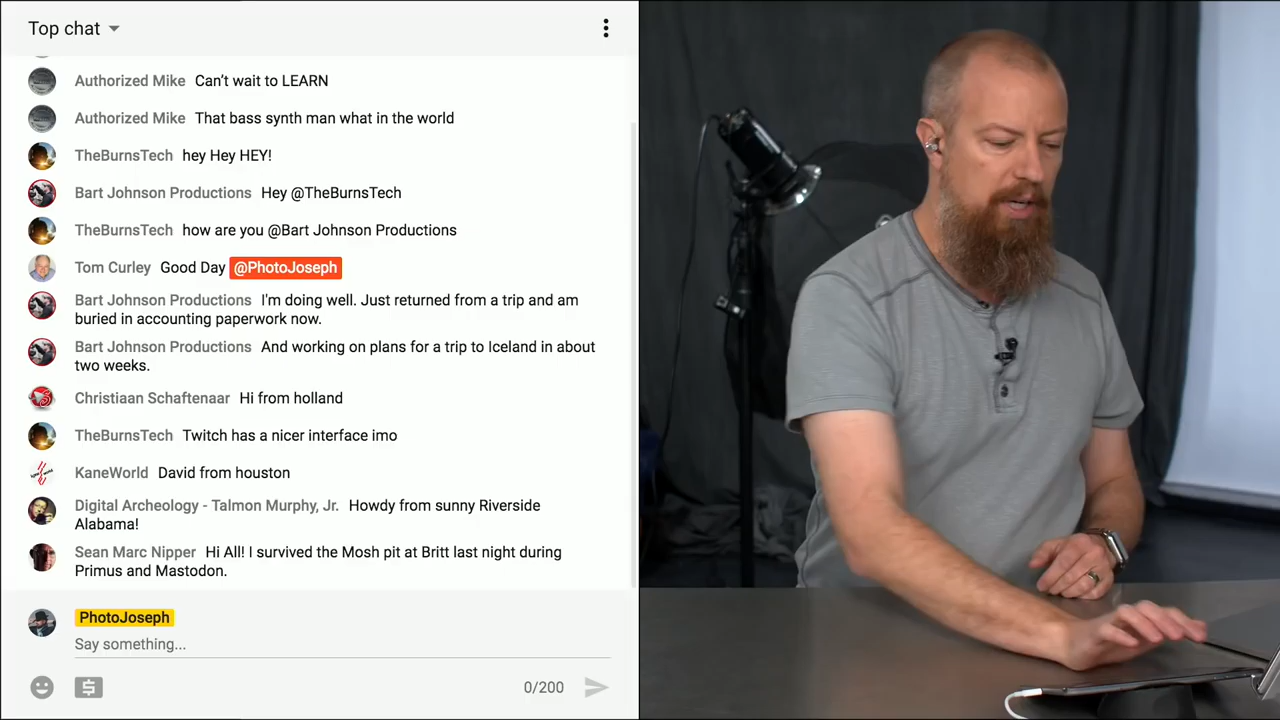 Top chat
Authorized Mike Can't wait to LEARN
Authorized Mike That bass synth man what in the world
TheBurnsTech hey Hey HEY!
Bart Johnson Productions Hey @TheBurnsTech
TheBurnsTech how are you @Bart Johnson Productions
Tom Curley Good Day @PhotoJoseph
Bart Johnson Productions I'm doing well. Just returned from a trip and am
buried in accounting paperwork now.
Bart Johnson Productions And working on plans for a trip to Iceland in about
two weeks.
Christiaan Schaftenaar Hi from holland
TheBurnsTech Twitch has a nicer interface imo
KaneWorld David from houston
Digital Archeology - Talmon Murphy, Jr. Howdy from sunny Riverside
Alabama!
Sean Marc Nipper Hi All! I survived the Mosh pit at Britt last night during
Primus and Mastodon.
PhotoJoseph
Say something...
$ 0/200